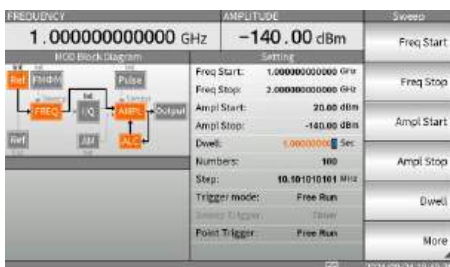 FREQUENCY
AMPLITUDE
Sweep
1.000000000000 GHz
-140.00 dBm
MOD Block Diagram
Setting
Freq Start
Freq Stop
Ampl Start
Ampl Stop
Dwell
More
Ref
Pulse
FREQ
I/Q
AMPL
Output
Ref
AM
ALC
Freq Start: 1.000000000000 GHz
Freq Stop: 2.000000000000 GHz
Ampl Start: 20.00 dBm
Ampl Stop: -140.00 dBm
Dwell: Sec
Numbers: 100
Step: 10.101010101 MHz
Trigger mode: Free Run
Timer
Point Trigger: Free Run